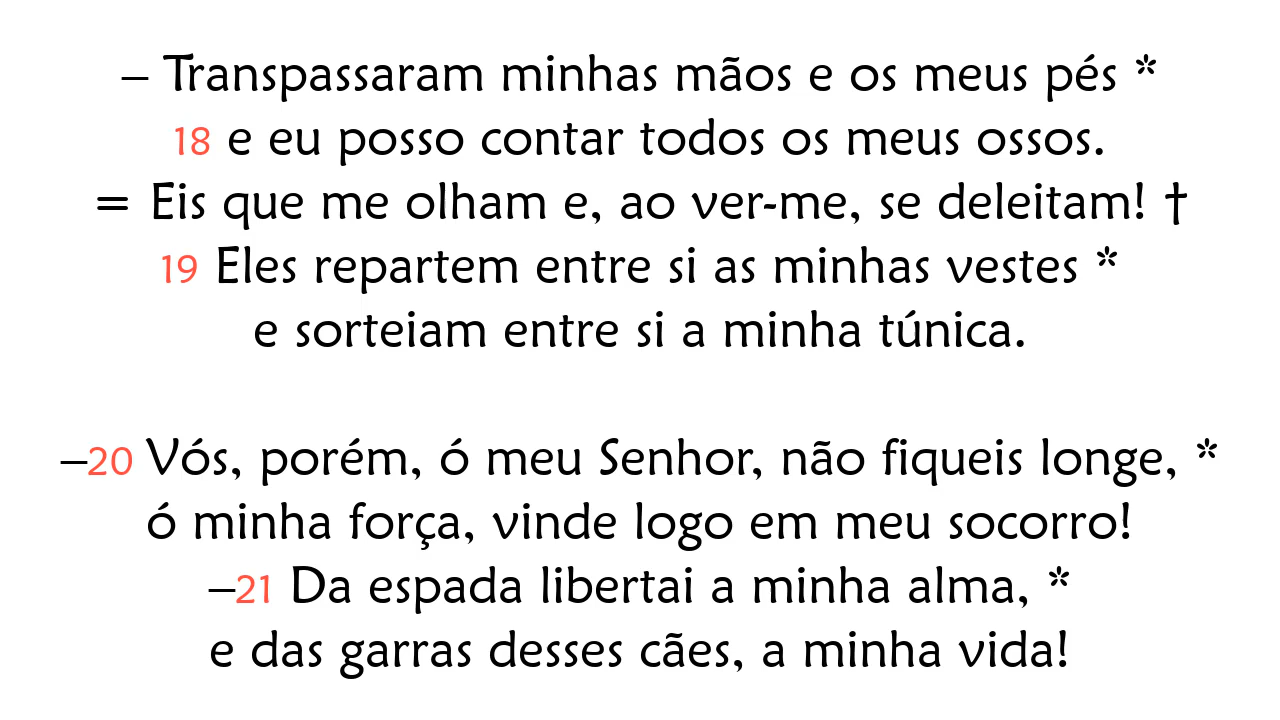 – Transpassaram minhas mãos e os meus pés *
18 e eu posso contar todos os meus ossos.
= Eis que me olham e, ao ver-me, se deleitam! †
19 Eles repartem entre si as minhas vestes *
e sorteiam entre si a minha túnica.
–20 Vós, porém, ó meu Senhor, não fiqueis longe, *
ó minha força, vinde logo em meu socorro!
–21 Da espada libertai a minha alma, *
e das garras desses cães, a minha vida!